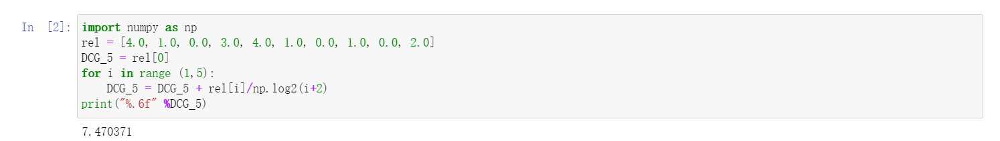 In [2]: import numpy as np
rel = [4.0, 1.0, 0.0, 3.0, 4.0, 1.0, 0.0, 1.0, 0.0, 2.0]
DCG_5 = rel[0]
for i in range (1,5):
    DCG_5 = DCG_5 + rel[i]/np.log2(i+2)
print("%.6f" %DCG_5)
7.470371